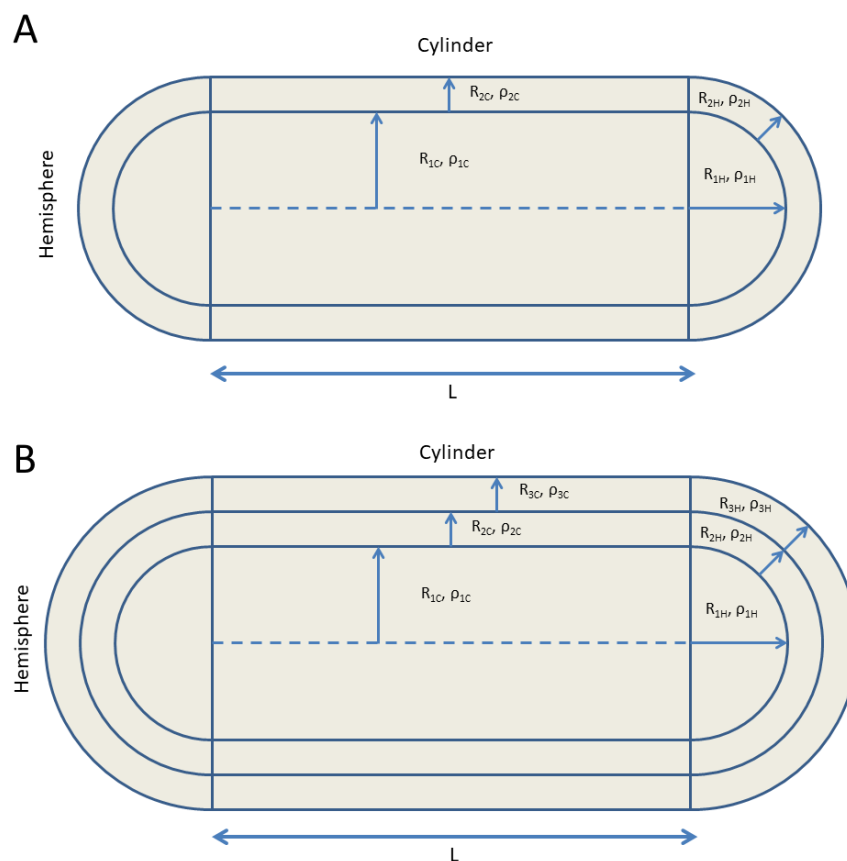 A
Cylinder
R2C, ρ2C
R2H, ρ2H
R1C, ρ1C
R1H, ρ1H
Hemisphere
L
B
Cylinder
R3C, ρ3C
R3H, ρ3H
R2C, ρ2C
R2H, ρ2H
R1C, ρ1C
R1H, ρ1H
Hemisphere
L